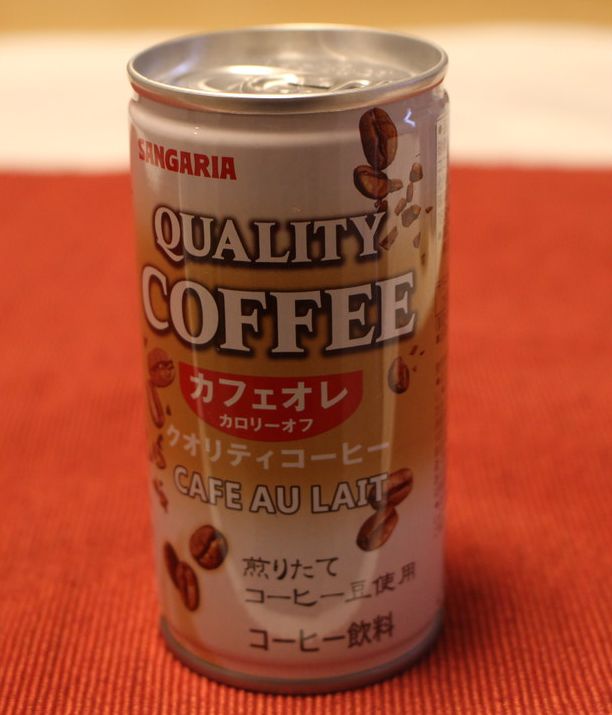 SANGARIA
QUALITY
COFFEE
カフェオレ
カロリーオフ
クオリティコーヒー
CAFE AU LAIT
煎りたて
コーヒー豆使用
コーヒー飲料